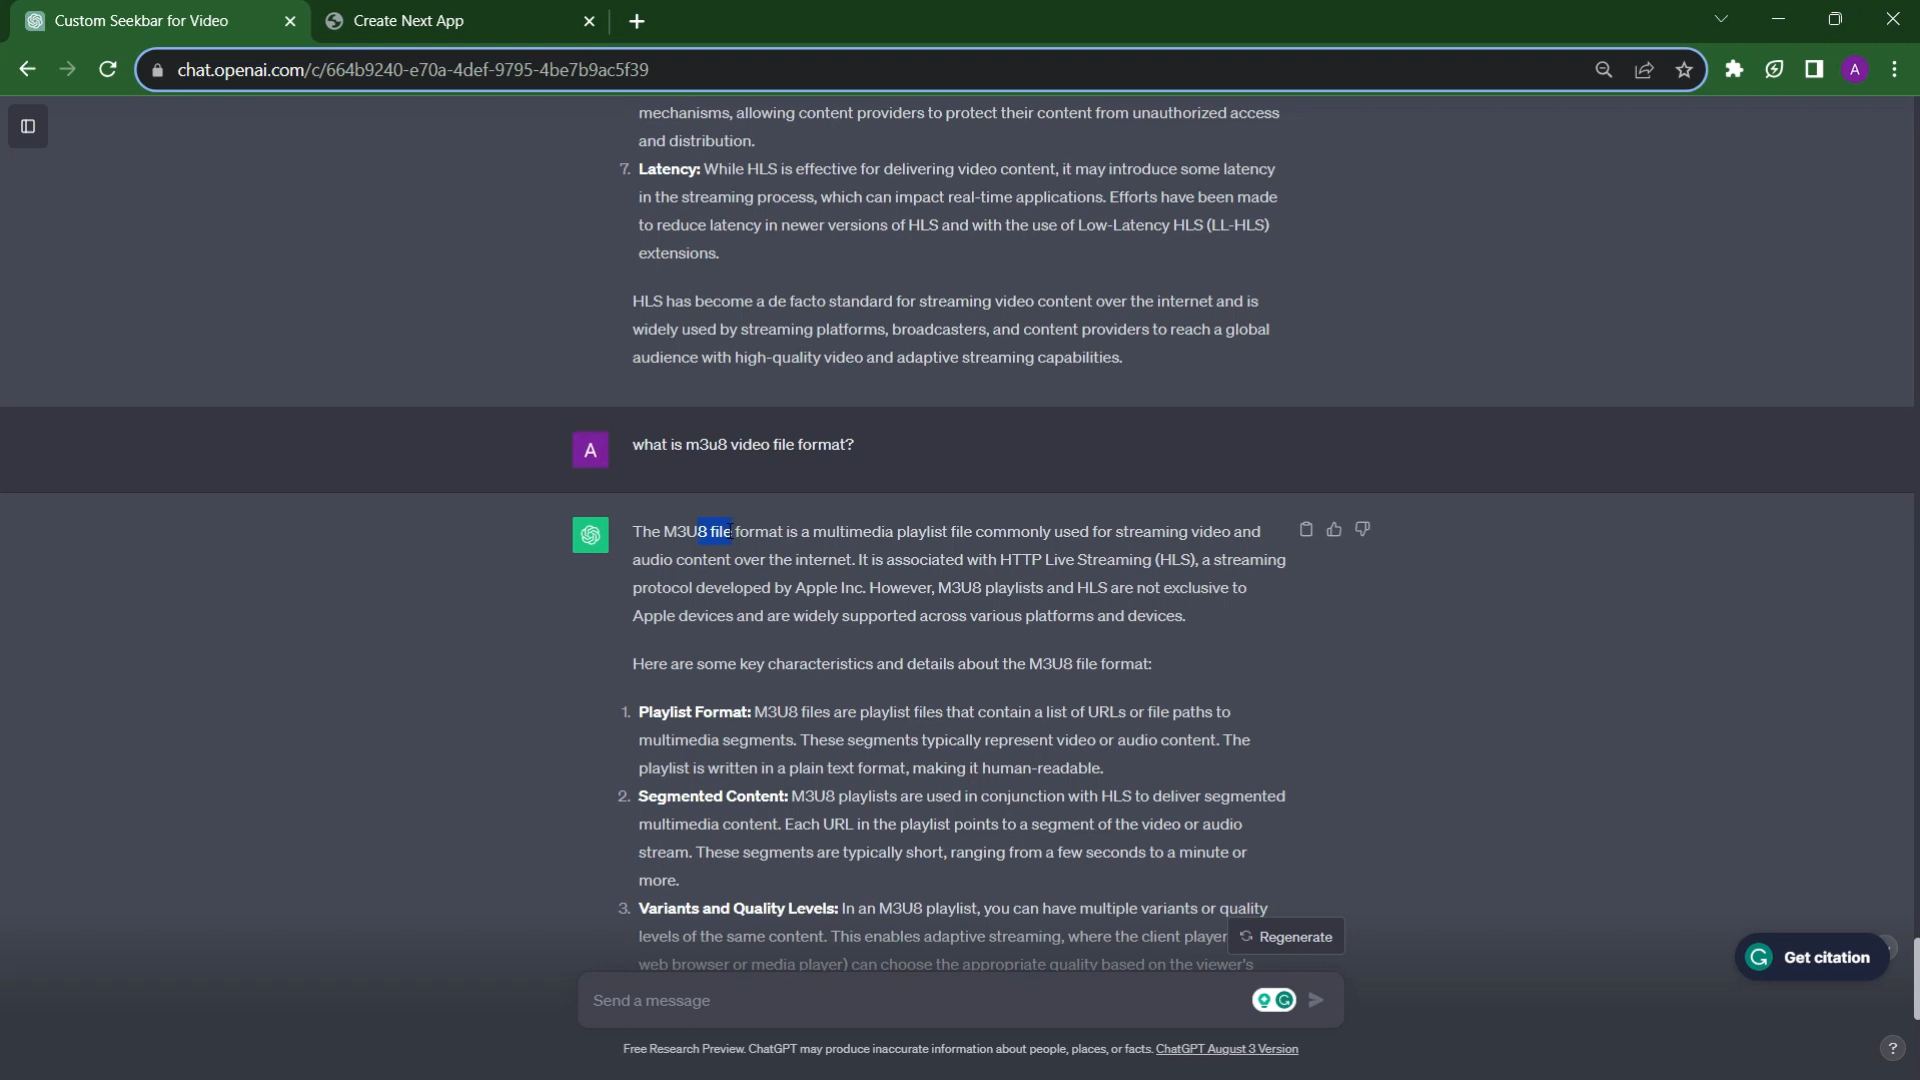 Custom Seekbar for Video
Create Next App
chat.openai.com/c/664b9240-e70a-4def-9795-4be7b9ac5f39
A
mechanisms, allowing content providers to protect their content from unauthorized access
and distribution.
7. Latency: While HLS is effective for delivering video content, it may introduce some latency
in the streaming process, which can impact real-time applications. Efforts have been made
to reduce latency in newer versions of HLS and with the use of Low-Latency HLS (LL-HLS)
extensions.
HLS has become a de facto standard for streaming video content over the internet and is
widely used by streaming platforms, broadcasters, and content providers to reach a global
audience with high-quality video and adaptive streaming capabilities.
A
what is m3u8 video file format?
The M3U8 file format is a multimedia playlist file commonly used for streaming video and
audio content over the internet. It is associated with HTTP Live Streaming (HLS), a streaming
protocol developed by Apple Inc. However, M3U8 playlists and HLS are not exclusive to
Apple devices and are widely supported across various platforms and devices.
Here are some key characteristics and details about the M3U8 file format:
1. Playlist Format: M3U8 files are playlist files that contain a list of URLs or file paths to
multimedia segments. These segments typically represent video or audio content. The
playlist is written in a plain text format, making it human-readable.
2. Segmented Content: M3U8 playlists are used in conjunction with HLS to deliver segmented
multimedia content. Each URL in the playlist points to a segment of the video or audio
stream. These segments are typically short, ranging from a few seconds to a minute or
more.
3. Variants and Quality Levels: In an M3U8 playlist, you can have multiple variants or quality
levels of the same content. This enables adaptive streaming, where the client player
Regenerate
web browser or media player) can choose the appropriate quality based on the viewer's
Get citation
Send a message
Free Research Preview. ChatGPT may produce inaccurate information about people, places, or facts. ChatGPT August 3 Version
?